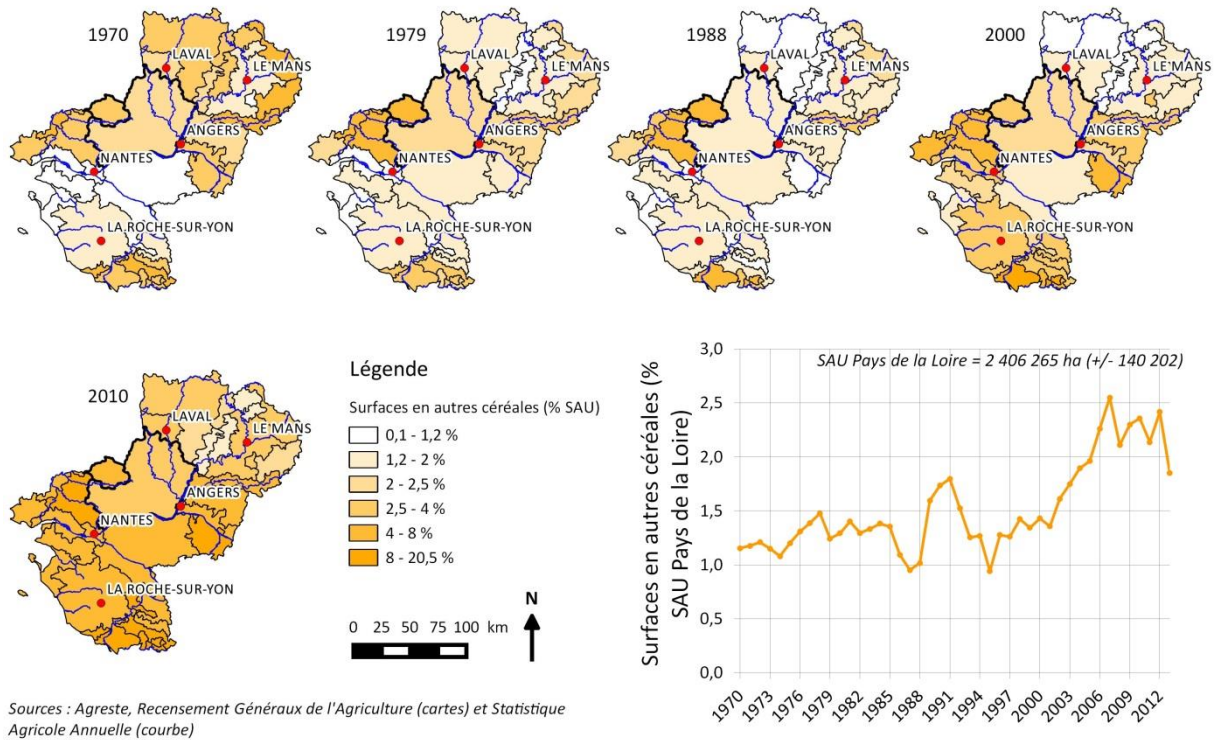 1970
LAVAL
LE MANS
ANGERS
NANTES
LA ROCHE-SUR-YON
1979
LAVAL
LE MANS
ANGERS
NANTES
LA ROCHE-SUR-YON
1988
LAVAL
LE MANS
ANGERS
NANTES
LA ROCHE-SUR-YON
2000
LAVAL
LE MANS
ANGERS
NANTES
LA ROCHE-SUR-YON
2010
LAVAL
LE MANS
ANGERS
NANTES
LA ROCHE-SUR-YON
Légende
Surfaces en autres céréales (% SAU)
0,1 - 1,2 %
1,2 - 2 %
2 - 2,5 %
2,5 - 4 %
4 - 8 %
8 - 20,5 %
0 25 50 75 100 km
N
Surfaces en autres céréales (%
SAU Pays de la Loire)
SAU Pays de la Loire = 2 406 265 ha (+/- 140 202)
3,0
2,5
2,0
1,5
1,0
0,5
0,0
1970 1973 1976 1979 1982 1985 1988 1991 1994 1997 2000 2003 2006 2009 2012
Sources : Agreste, Recensement Généraux de l'Agriculture (cartes) et Statistique
Agricole Annuelle (courbe)